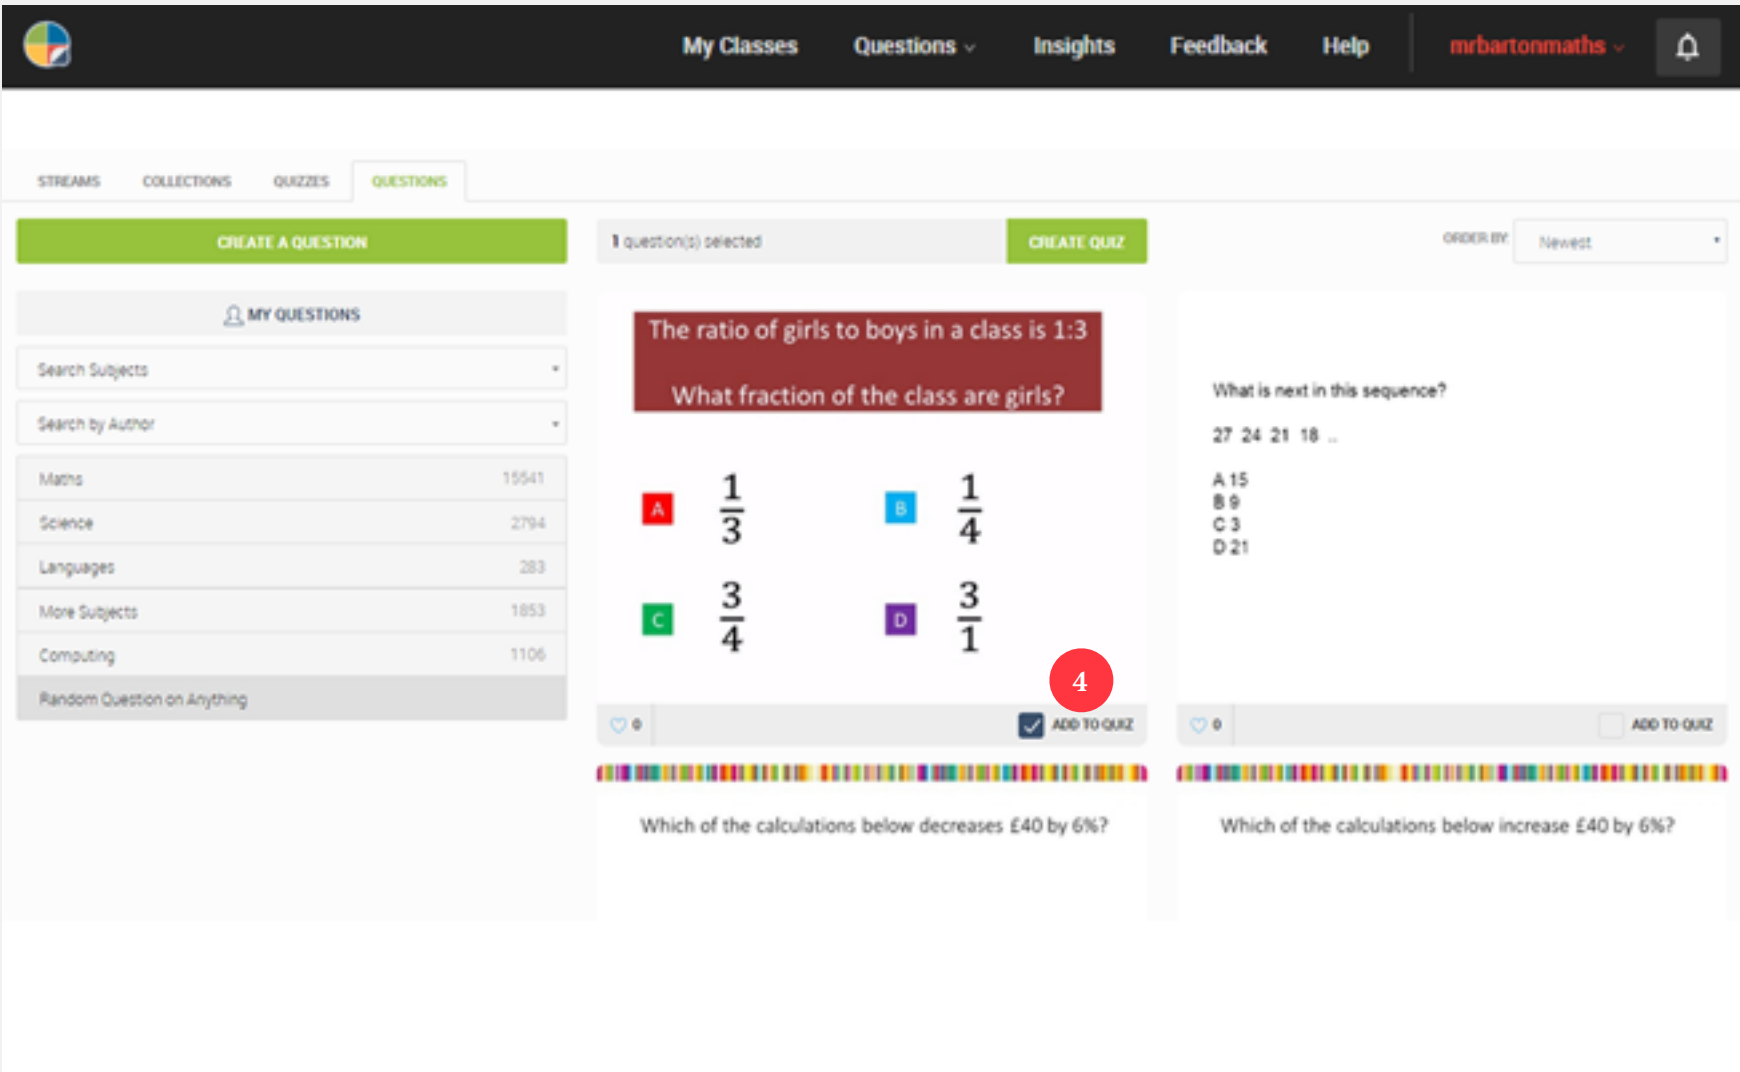 My Classes Questions Insights Feedback Help mrbartonmaths
STREAMS COLLECTIONS QUIZZES QUESTIONS
CREATE A QUESTION
1 question(s) selected
CREATE QUIZ
ORDER BY: Newest
MY QUESTIONS
Search Subjects
Search by Author
Maths 15541
Science 2794
Languages 283
More Subjects 1853
Computing 1106
Random Question on Anything
The ratio of girls to boys in a class is 1:3
What fraction of the class are girls?
A 1/3 B 1/4
C 3/4 D 3/1
4
0 ADD TO QUIZ
What is next in this sequence?
27 24 21 18 ..
A 15
B 9
C 3
D 21
0 ADD TO QUIZ
Which of the calculations below decreases £40 by 6%?
Which of the calculations below increase £40 by 6%?